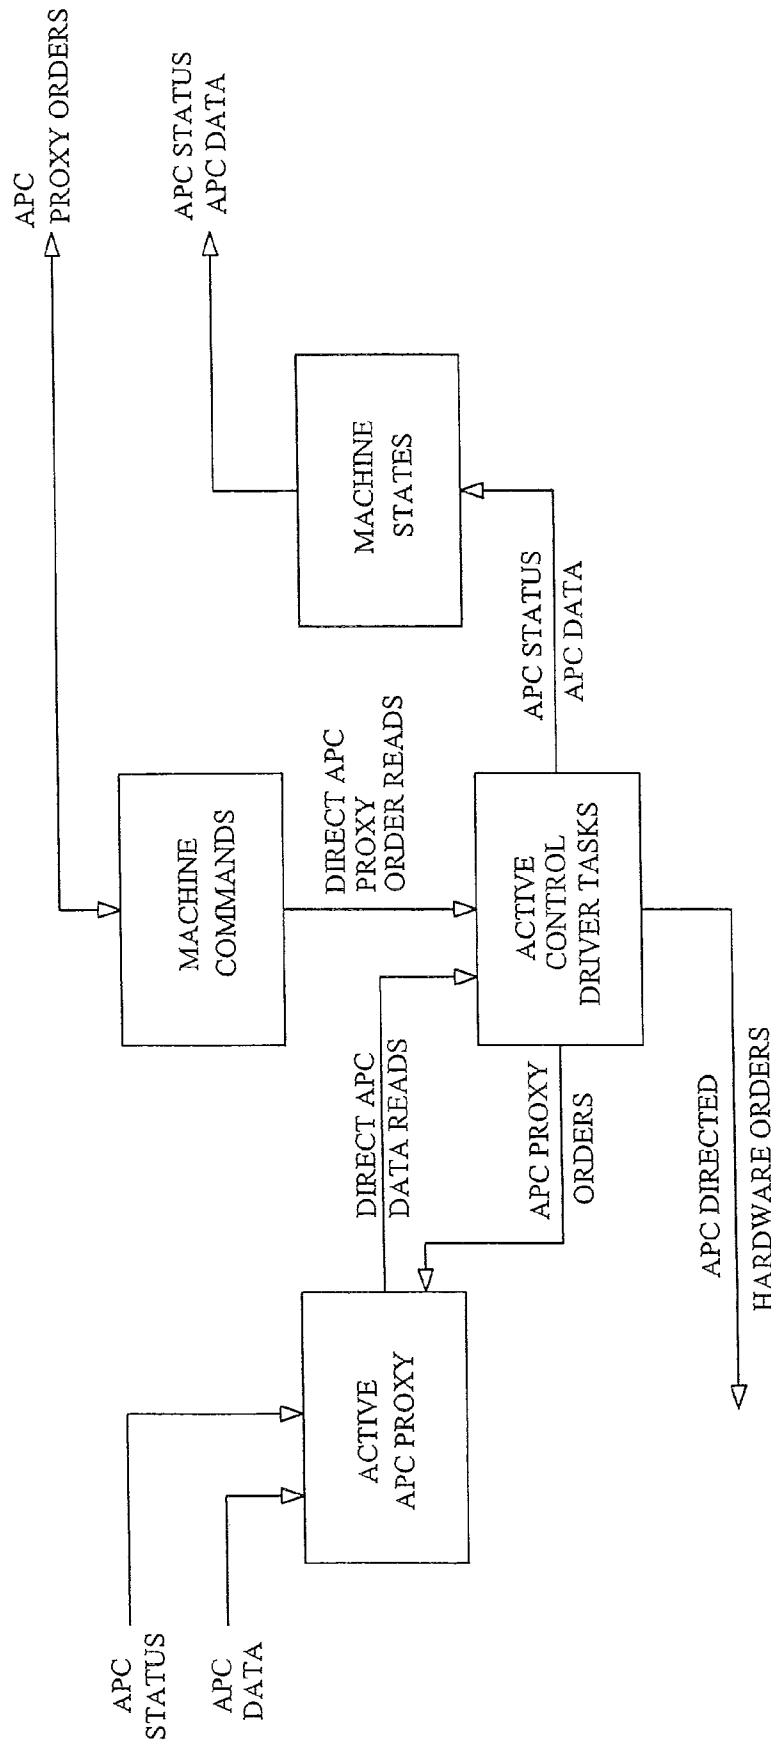 APC
PROXY ORDERS
APC STATUS
APC DATA
MACHINE
STATES
MACHINE
COMMANDS
DIRECT APC
PROXY
ORDER READS
APC STATUS
APC DATA
ACTIVE
CONTROL
DRIVER TASKS
DIRECT APC
DATA READS
APC PROXY
ORDERS
APC DIRECTED
HARDWARE ORDERS
ACTIVE
APC PROXY
APC
STATUS
APC
DATA